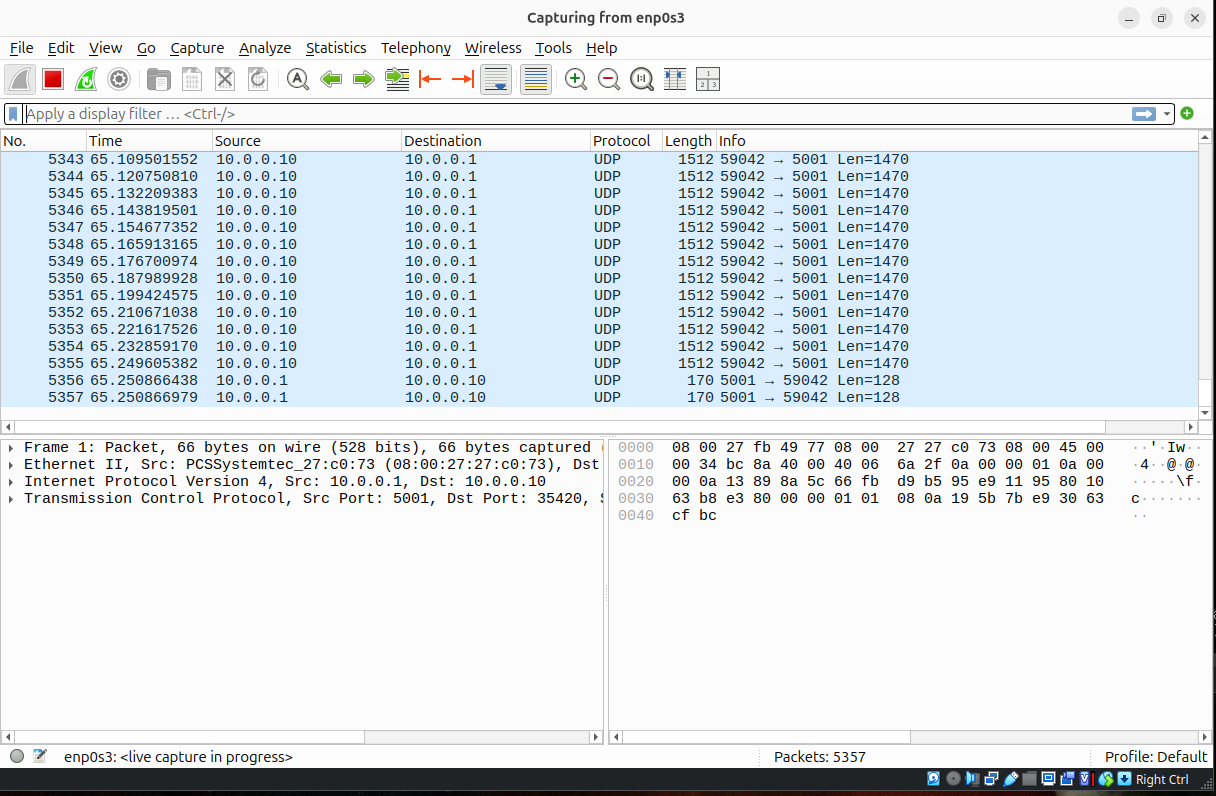 Capturing from enp0s3
File Edit View Go Capture Analyze Statistics Telephony Wireless Tools Help
Apply a display filter … <Ctrl-/>
No. Time Source Destination Protocol Length Info
5343 65.109501552 10.0.0.10 10.0.0.1 UDP 1512 59042 → 5001 Len=1470
5344 65.120750810 10.0.0.10 10.0.0.1 UDP 1512 59042 → 5001 Len=1470
5345 65.132209383 10.0.0.10 10.0.0.1 UDP 1512 59042 → 5001 Len=1470
5346 65.143819501 10.0.0.10 10.0.0.1 UDP 1512 59042 → 5001 Len=1470
5347 65.154677352 10.0.0.10 10.0.0.1 UDP 1512 59042 → 5001 Len=1470
5348 65.165913165 10.0.0.10 10.0.0.1 UDP 1512 59042 → 5001 Len=1470
5349 65.176700974 10.0.0.10 10.0.0.1 UDP 1512 59042 → 5001 Len=1470
5350 65.187989928 10.0.0.10 10.0.0.1 UDP 1512 59042 → 5001 Len=1470
5351 65.199424575 10.0.0.10 10.0.0.1 UDP 1512 59042 → 5001 Len=1470
5352 65.210671038 10.0.0.10 10.0.0.1 UDP 1512 59042 → 5001 Len=1470
5353 65.221617526 10.0.0.10 10.0.0.1 UDP 1512 59042 → 5001 Len=1470
5354 65.232859170 10.0.0.10 10.0.0.1 UDP 1512 59042 → 5001 Len=1470
5355 65.249605382 10.0.0.10 10.0.0.1 UDP 1512 59042 → 5001 Len=1470
5356 65.250866438 10.0.0.1 10.0.0.10 UDP 170 5001 → 59042 Len=128
5357 65.250866979 10.0.0.1 10.0.0.10 UDP 170 5001 → 59042 Len=128
Frame 1: Packet, 66 bytes on wire (528 bits), 66 bytes captured (
Ethernet II, Src: PCSSystemtec_27:c0:73 (08:00:27:27:c0:73), Dst
Internet Protocol Version 4, Src: 10.0.0.1, Dst: 10.0.0.10
Transmission Control Protocol, Src Port: 5001, Dst Port: 35420, S
0000 08 00 27 fb 49 77 08 00 27 27 c0 73 08 00 45 00 ··'·Iw··
0010 00 34 bc 8a 40 00 40 06 6a 2f 0a 00 00 01 0a 00 ·4··@·@·
0020 00 0a 13 89 8a 5c 66 fb d9 b5 95 e9 11 95 80 10 ·····\f·
0030 63 b8 e3 80 00 00 01 01 08 0a 19 5b 7b e9 30 63 c·······
0040 cf bc ··
enp0s3: <live capture in progress> Packets: 5357 Profile: Default
Right Ctrl